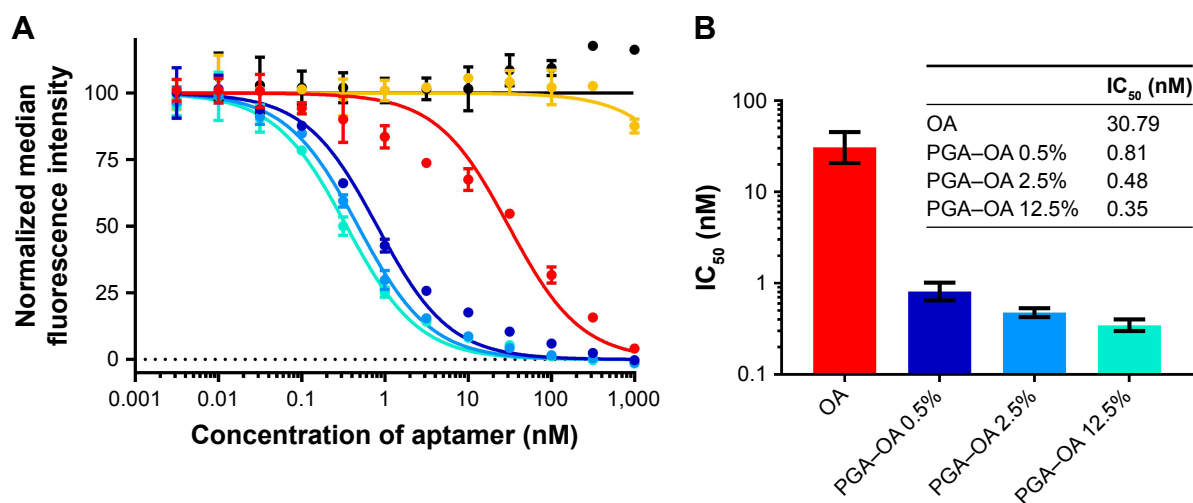 A
Normalized median
fluorescence intensity
100
75
50
25
0
0.001
0.01
0.1
1
10
100
1,000
Concentration of aptamer (nM)
B
IC50 (nM)
100
10
1
0.1
OA
PGA–OA 0.5%
PGA–OA 2.5%
PGA–OA 12.5%
IC50 (nM)
OA 30.79
PGA–OA 0.5% 0.81
PGA–OA 2.5% 0.48
PGA–OA 12.5% 0.35